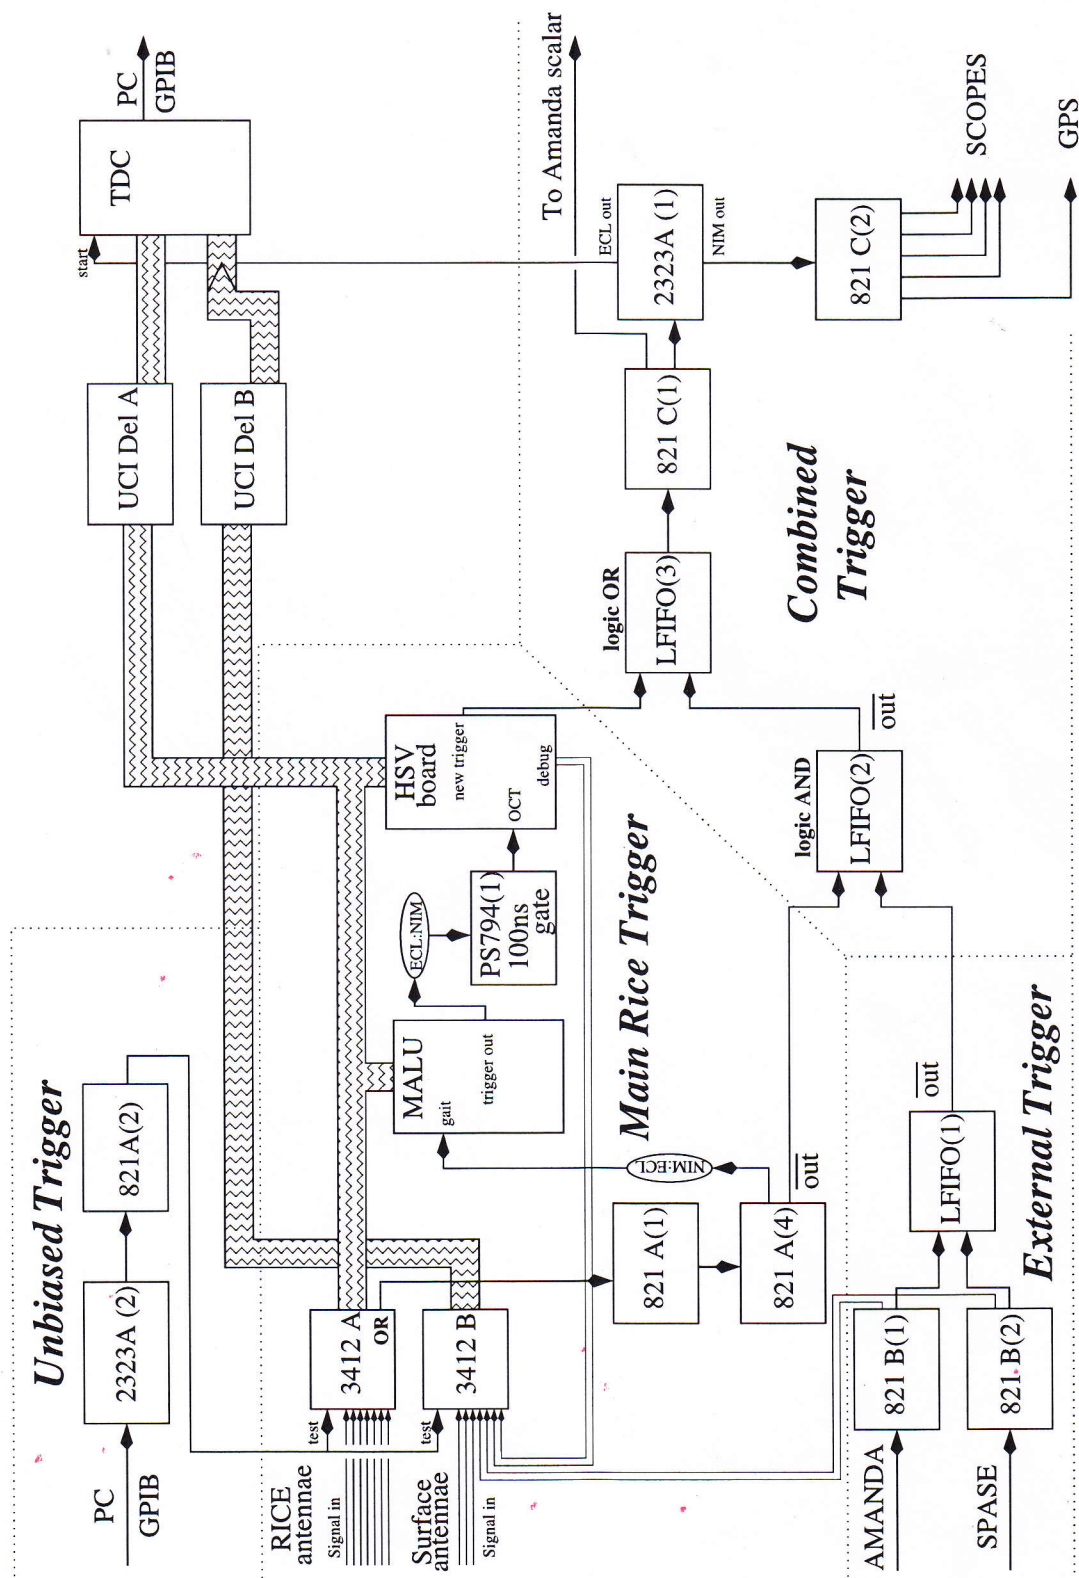 Unbiased Trigger
PC
GPIB
2323A (2)
821A(2)
UCI Del A
UCI Del B
TDC
start
PC
GPIB
RICE
antennae
Signal in
test
3412 A
OR
Surface
antennae
Signal in
test
3412 B
MALU
gait
trigger out
ECL:NIM
PS794(1)
100ns
gate
HSV
board
new trigger
OCT
debug
Main Rice Trigger
NIM:ECL
821 A(1)
821 A(4)
out
AMANDA
821 B(1)
SPASE
821 B(2)
LFIFO(1)
out
External Trigger
logic AND
LFIFO(2)
out
logic OR
LFIFO(3)
821 C(1)
To Amanda scalar
ECL out
2323A (1)
NIM out
821 C(2)
SCOPES
GPS
Combined
Trigger